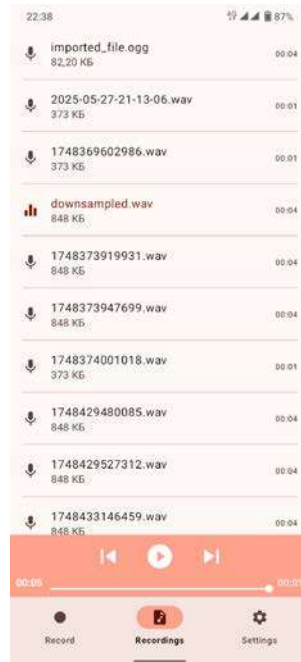 22:38
87%
imported_file.ogg
00:04
82,20 КБ
2025-05-27-21-13-06.wav
00:01
373 КБ
1748369602986.wav
00:01
373 КБ
downsampled.wav
00:04
848 КБ
1748373919931.wav
00:04
848 КБ
1748373947699.wav
00:04
848 КБ
1748374001018.wav
00:01
373 КБ
1748429480085.wav
00:04
848 КБ
1748429527312.wav
00:04
848 КБ
1748433146459.wav
00:04
848 КБ
00:05
Record
Recordings
Settings